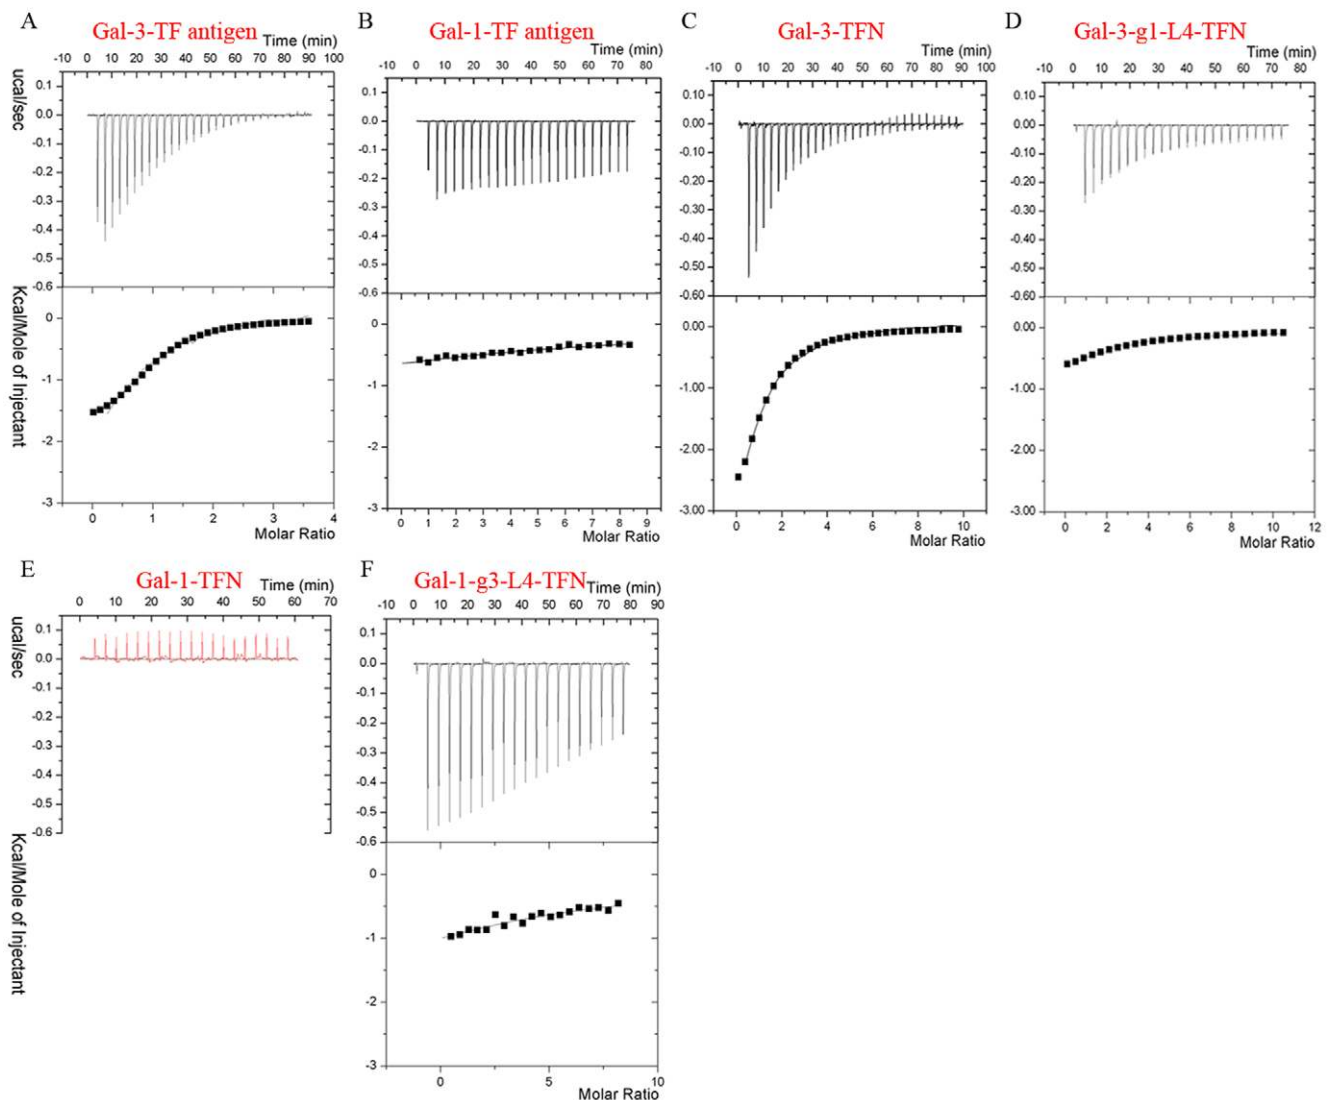 A
Gal-3-TF antigen
Time (min)
-10 0 10 20 30 40 50 60 70 80 90 100
ucal/sec
0.1
0.0
-0.1
-0.2
-0.3
-0.4
-0.5
-0.6
Kcal/Mole of Injectant
0
-1
-2
-3
0 1 2 3 4
Molar Ratio
B
Gal-1-TF antigen
Time (min)
-10 0 10 20 30 40 50 60 70 80 90
0.1
0.0
-0.1
-0.2
-0.3
-0.4
-0.5
-0.6
0
-1
-2
-3
0 1 2 3 4 5 6 7 8 9
Molar Ratio
C
Gal-3-TFN
Time (min)
-10 0 10 20 30 40 50 60 70 80 90 100
0.10
0.00
-0.10
-0.20
-0.30
-0.40
-0.50
-0.60
0.00
-1.00
-2.00
-3.00
0 2 4 6 8 10
Molar Ratio
D
Gal-3-g1-L4-TFN
Time (min)
-10 0 10 20 30 40 50 60 70 80
0.10
0.00
-0.10
-0.20
-0.30
-0.40
-0.50
-0.60
0.00
-1.00
-2.00
-3.00
0 2 4 6 8 10 12
Molar Ratio
E
Gal-1-TFN
Time (min)
0 10 20 30 40 50 60 70
ucal/sec
0.1
0.0
-0.1
-0.2
-0.3
-0.4
-0.5
-0.6
Kcal/Mole of Injectant
F
Gal-1-g3-L4-TFN
Time (min)
-10 0 10 20 30 40 50 60 70 80 90
0.1
0.0
-0.1
-0.2
-0.3
-0.4
-0.5
-0.6
0
-1
-2
-3
0 5 10
Molar Ratio